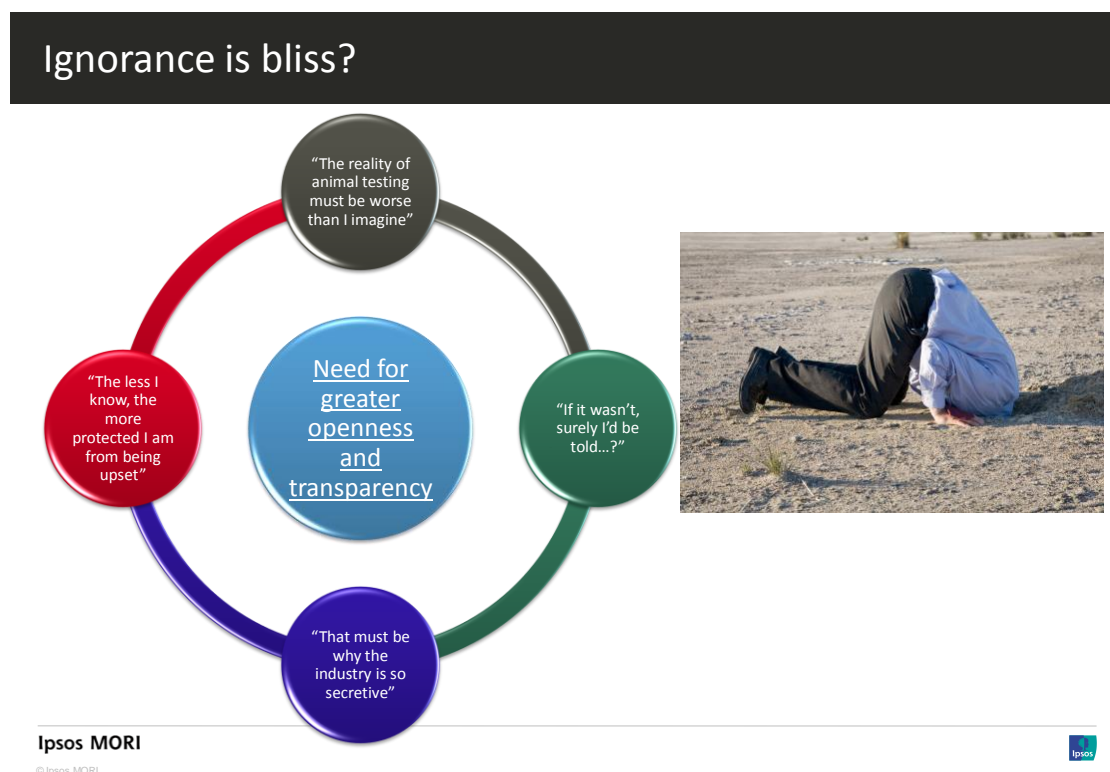 Ignorance is bliss?
“The reality of
animal testing
must be worse
than I imagine”
“If it wasn’t,
surely I’d be
told…?”
“That must be
why the
industry is so
secretive”
“The less I
know, the
more
protected I am
from being
upset”
Need for
greater
openness
and
transparency
Ipsos MORI
Ipsos
© Ipsos MORI